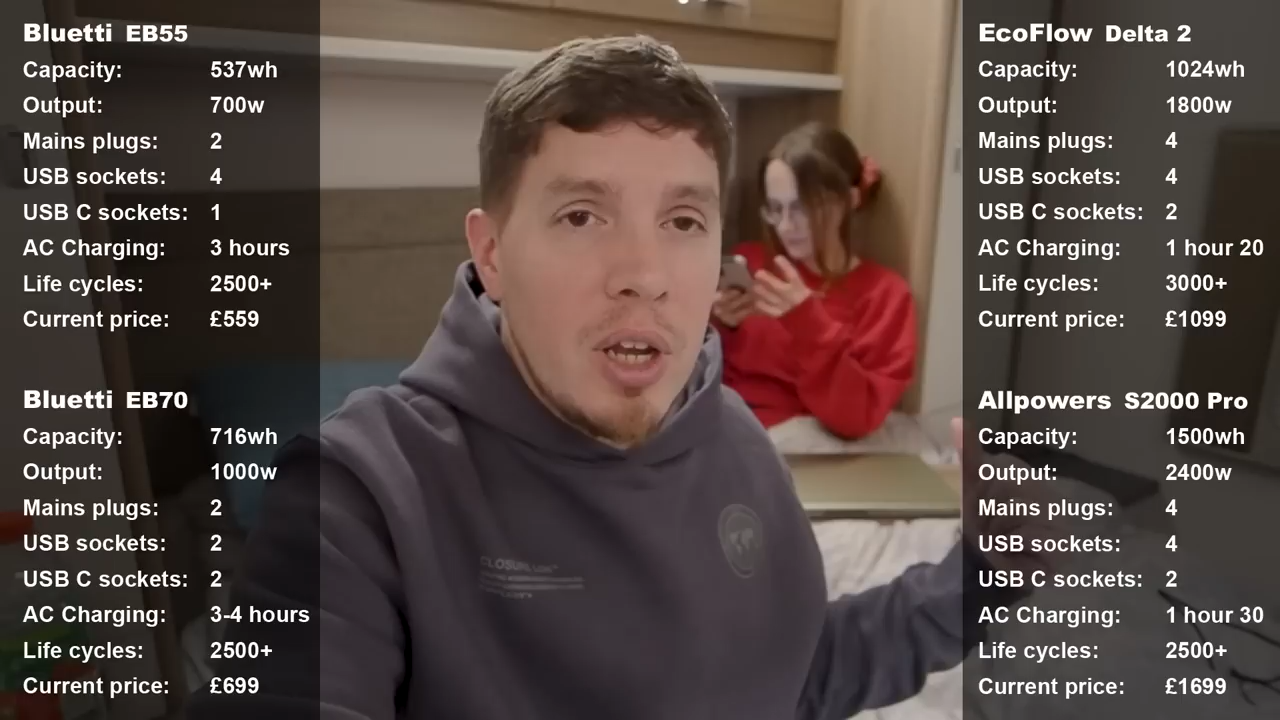 Bluetti EB55
Capacity: 537wh
Output: 700w
Mains plugs: 2
USB sockets: 4
USB C sockets: 1
AC Charging: 3 hours
Life cycles: 2500+
Current price: £559
Bluetti EB70
Capacity: 716wh
Output: 1000w
Mains plugs: 2
USB sockets: 2
USB C sockets: 2
AC Charging: 3-4 hours
Life cycles: 2500+
Current price: £699
EcoFlow Delta 2
Capacity: 1024wh
Output: 1800w
Mains plugs: 4
USB sockets: 4
USB C sockets: 2
AC Charging: 1 hour 20
Life cycles: 3000+
Current price: £1099
Allpowers S2000 Pro
Capacity: 1500wh
Output: 2400w
Mains plugs: 4
USB sockets: 4
USB C sockets: 2
AC Charging: 1 hour 30
Life cycles: 2500+
Current price: £1699